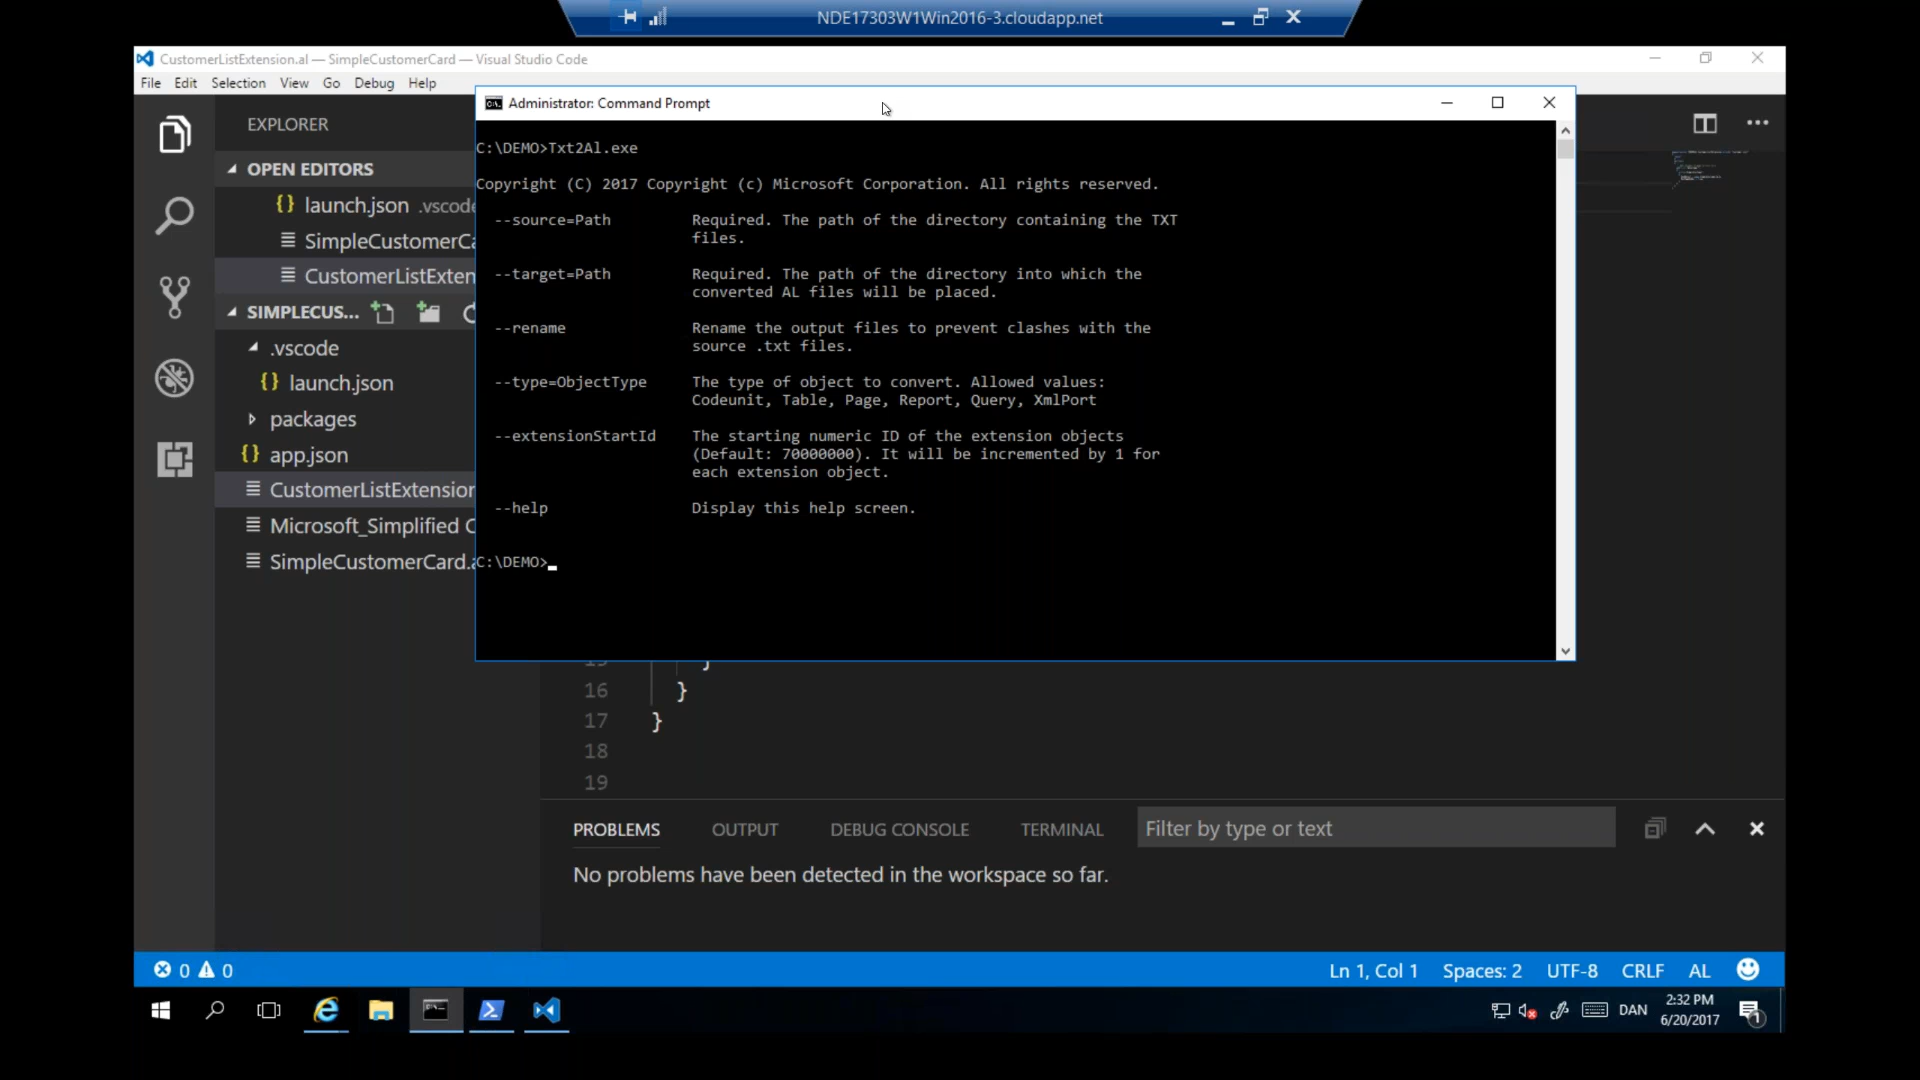 NDE17303W1Win2016-3.cloudapp.net
CustomerListExtension.al — SimpleCustomerCard — Visual Studio Code
File Edit Selection View Go Debug Help
Administrator: Command Prompt
EXPLORER
OPEN EDITORS
{} launch.json .vscode
SimpleCustomerCa
CustomerListExten
SIMPLECUS...
.vscode
{} launch.json
packages
{} app.json
CustomerListExtension
Microsoft_Simplified C
SimpleCustomerCard.a
C:\DEMO>Txt2Al.exe
Copyright (C) 2017 Copyright (c) Microsoft Corporation. All rights reserved.
--source=Path Required. The path of the directory containing the TXT
files.
--target=Path Required. The path of the directory into which the
converted AL files will be placed.
--rename Rename the output files to prevent clashes with the
source .txt files.
--type=ObjectType The type of object to convert. Allowed values:
Codeunit, Table, Page, Report, Query, XmlPort
--extensionStartId The starting numeric ID of the extension objects
(Default: 70000000). It will be incremented by 1 for
each extension object.
--help Display this help screen.
C:\DEMO>
16 }
17 }
18
19
PROBLEMS OUTPUT DEBUG CONSOLE TERMINAL Filter by type or text
No problems have been detected in the workspace so far.
0 0 Ln 1, Col 1 Spaces: 2 UTF-8 CRLF AL
DAN 2:32 PM
6/20/2017
1